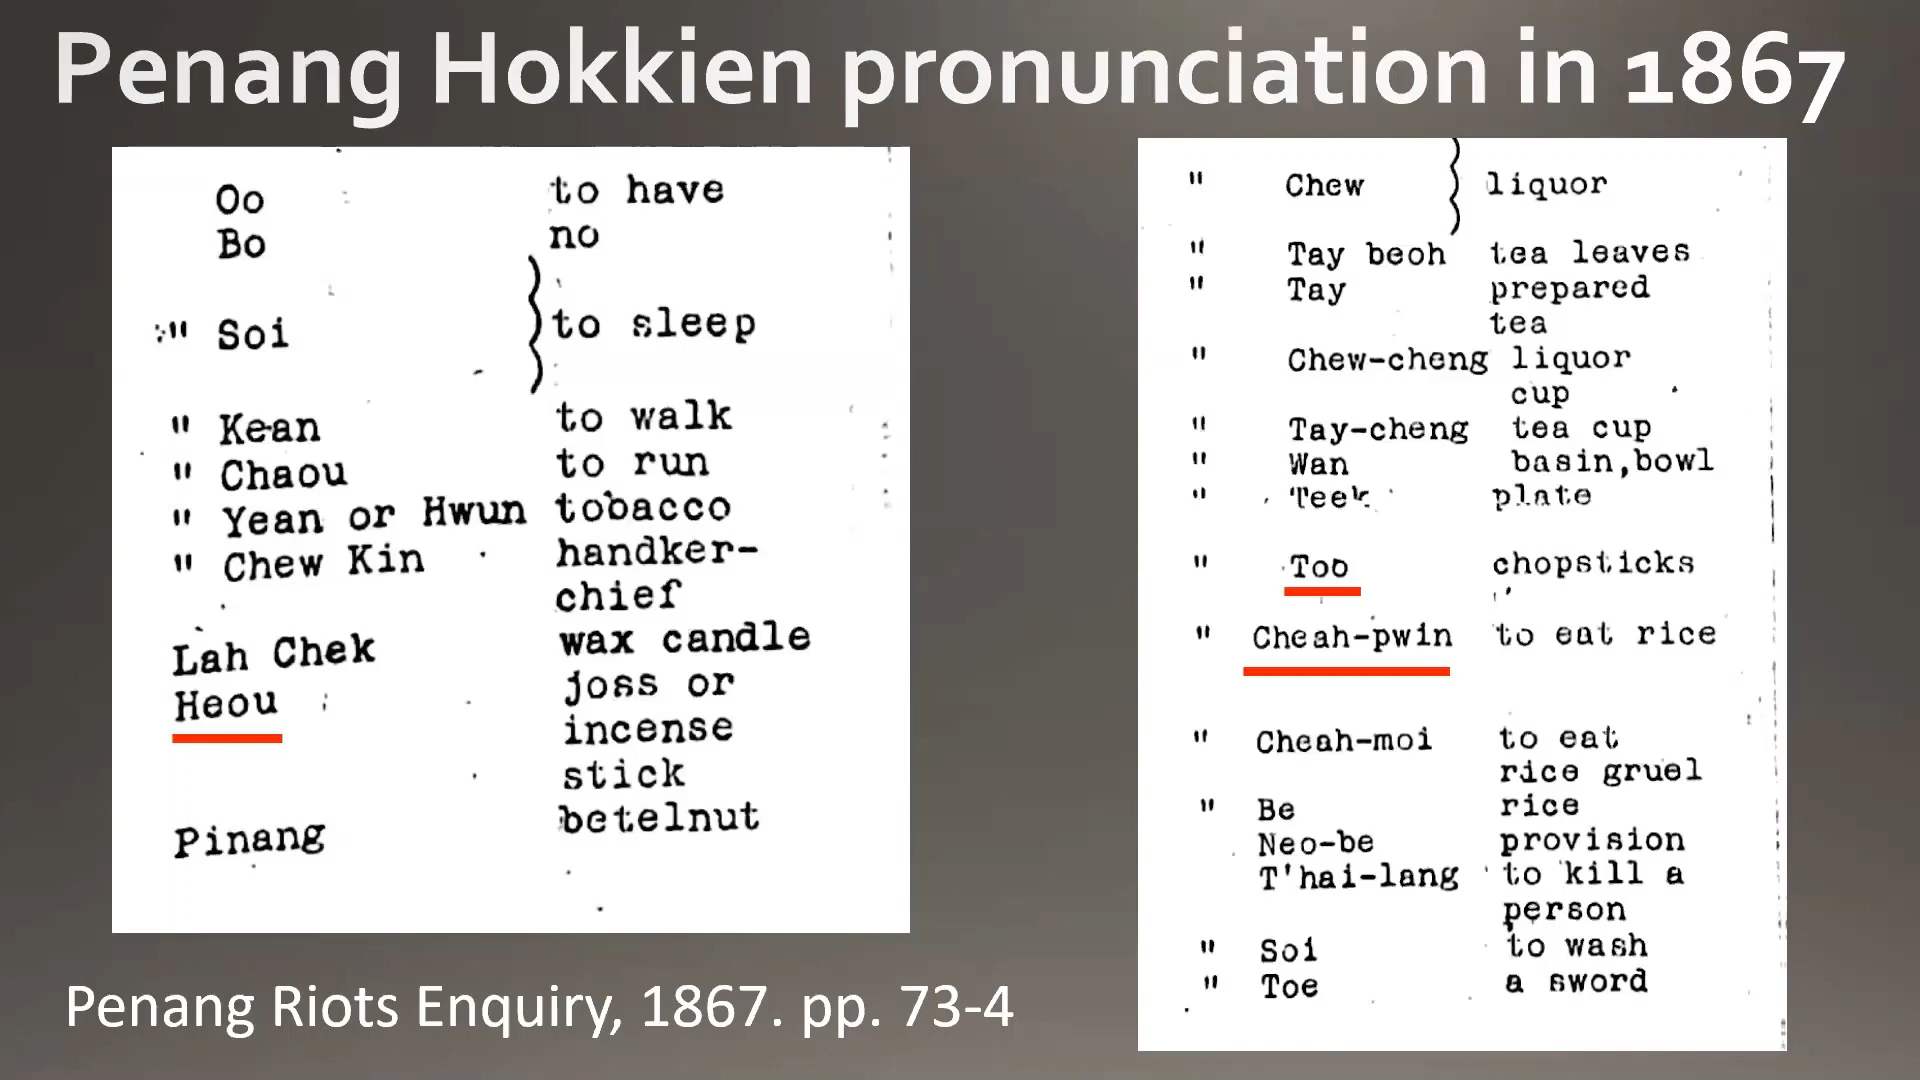 Penang Hokkien pronunciation in 1867
Oo to have
Bo no
" Soi } to sleep
" Kean to walk
" Chaou to run
" Yean or Hwun tobacco
" Chew Kin handker-
chief
Lah Chek wax candle
Heou joss or
incense
stick
Pinang betelnut
Penang Riots Enquiry, 1867. pp. 73-4
" Chew } liquor
" Tay beoh tea leaves
" Tay prepared
tea
" Chew-cheng liquor
cup
" Tay-cheng tea cup
" Wan basin,bowl
" Teek plate
" Too chopsticks
" Cheah-pwin to eat rice
" Cheah-moi to eat
rice gruel
" Be rice
Neo-be provision
T'hai-lang to kill a
person
" Soi to wash
" Toe a sword